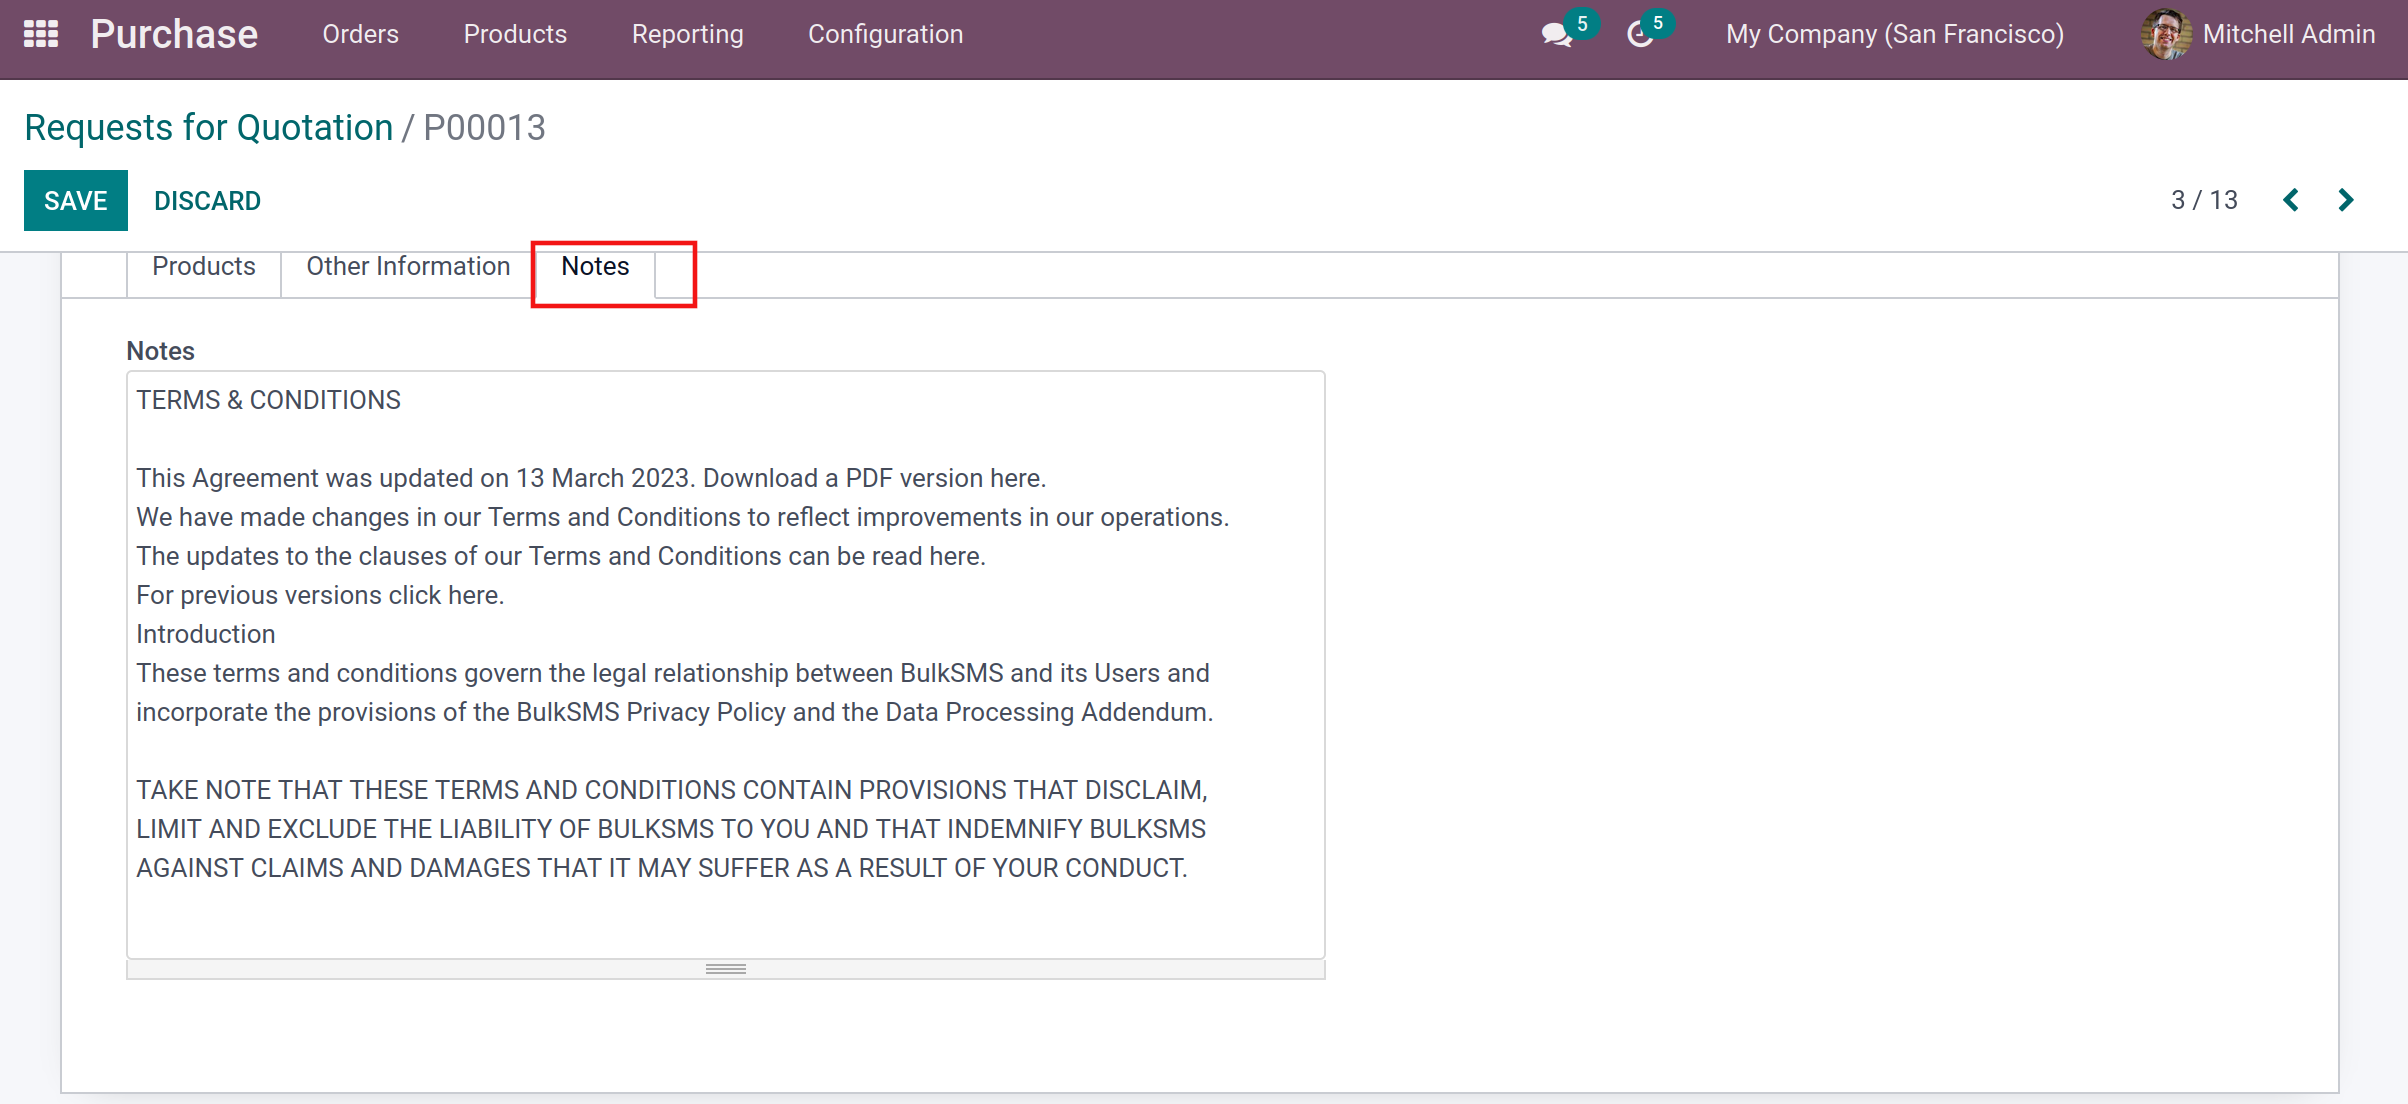 Purchase Orders Products Reporting Configuration 5 5 My Company (San Francisco) Mitchell Admin
Requests for Quotation / P00013
SAVE DISCARD 3 / 13
Products Other Information Notes
Notes
TERMS & CONDITIONS
This Agreement was updated on 13 March 2023. Download a PDF version here.
We have made changes in our Terms and Conditions to reflect improvements in our operations.
The updates to the clauses of our Terms and Conditions can be read here.
For previous versions click here.
Introduction
These terms and conditions govern the legal relationship between BulkSMS and its Users and
incorporate the provisions of the BulkSMS Privacy Policy and the Data Processing Addendum.
TAKE NOTE THAT THESE TERMS AND CONDITIONS CONTAIN PROVISIONS THAT DISCLAIM,
LIMIT AND EXCLUDE THE LIABILITY OF BULKSMS TO YOU AND THAT INDEMNIFY BULKSMS
AGAINST CLAIMS AND DAMAGES THAT IT MAY SUFFER AS A RESULT OF YOUR CONDUCT.